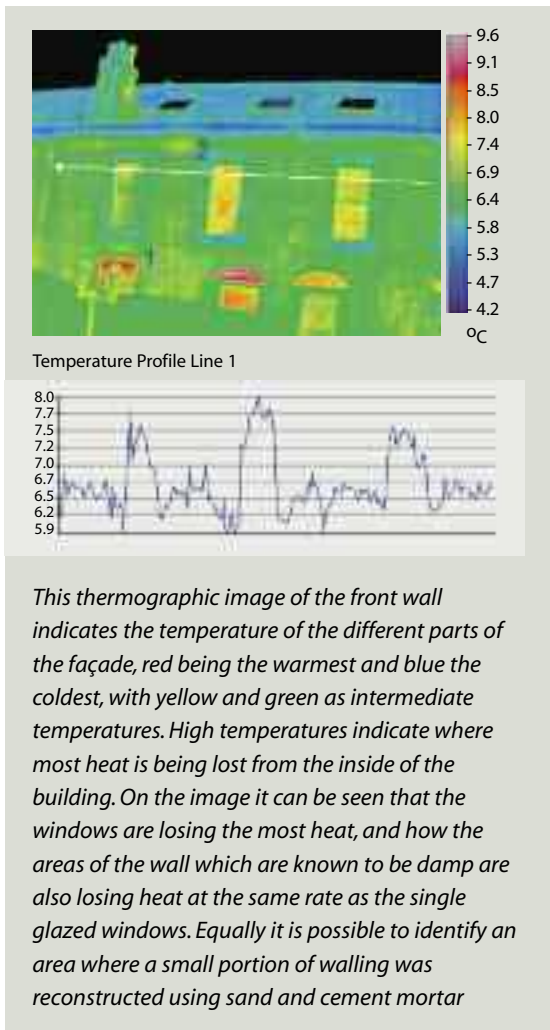 9.6
9.1
8.5
8.0
7.4
6.9
6.4
5.8
5.3
4.7
4.2
ºC
Temperature Profile Line 1
8.0
7.7
7.5
7.2
7.0
6.7
6.5
6.2
5.9
This thermographic image of the front wall
indicates the temperature of the different parts of
the façade, red being the warmest and blue the
coldest, with yellow and green as intermediate
temperatures. High temperatures indicate where
most heat is being lost from the inside of the
building. On the image it can be seen that the
windows are losing the most heat, and how the
areas of the wall which are known to be damp are
also losing heat at the same rate as the single
glazed windows. Equally it is possible to identify an
area where a small portion of walling was
reconstructed using sand and cement mortar